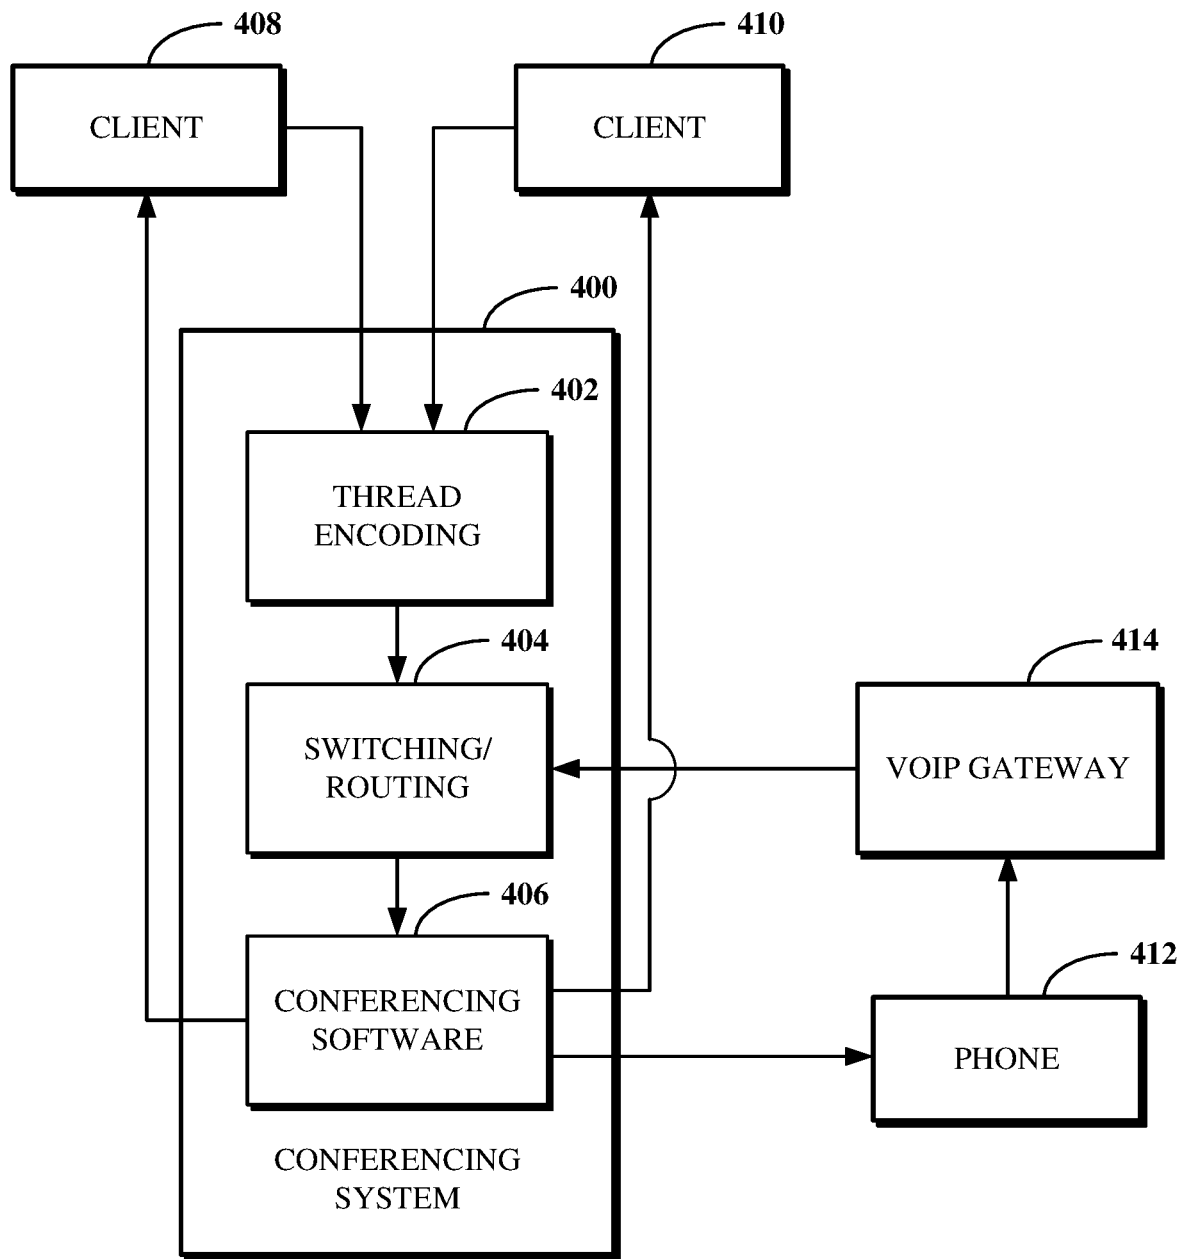 408
410
CLIENT
CLIENT
400
402
THREAD
ENCODING
404
414
SWITCHING/
ROUTING
VOIP GATEWAY
406
412
CONFERENCING
SOFTWARE
PHONE
CONFERENCING
SYSTEM